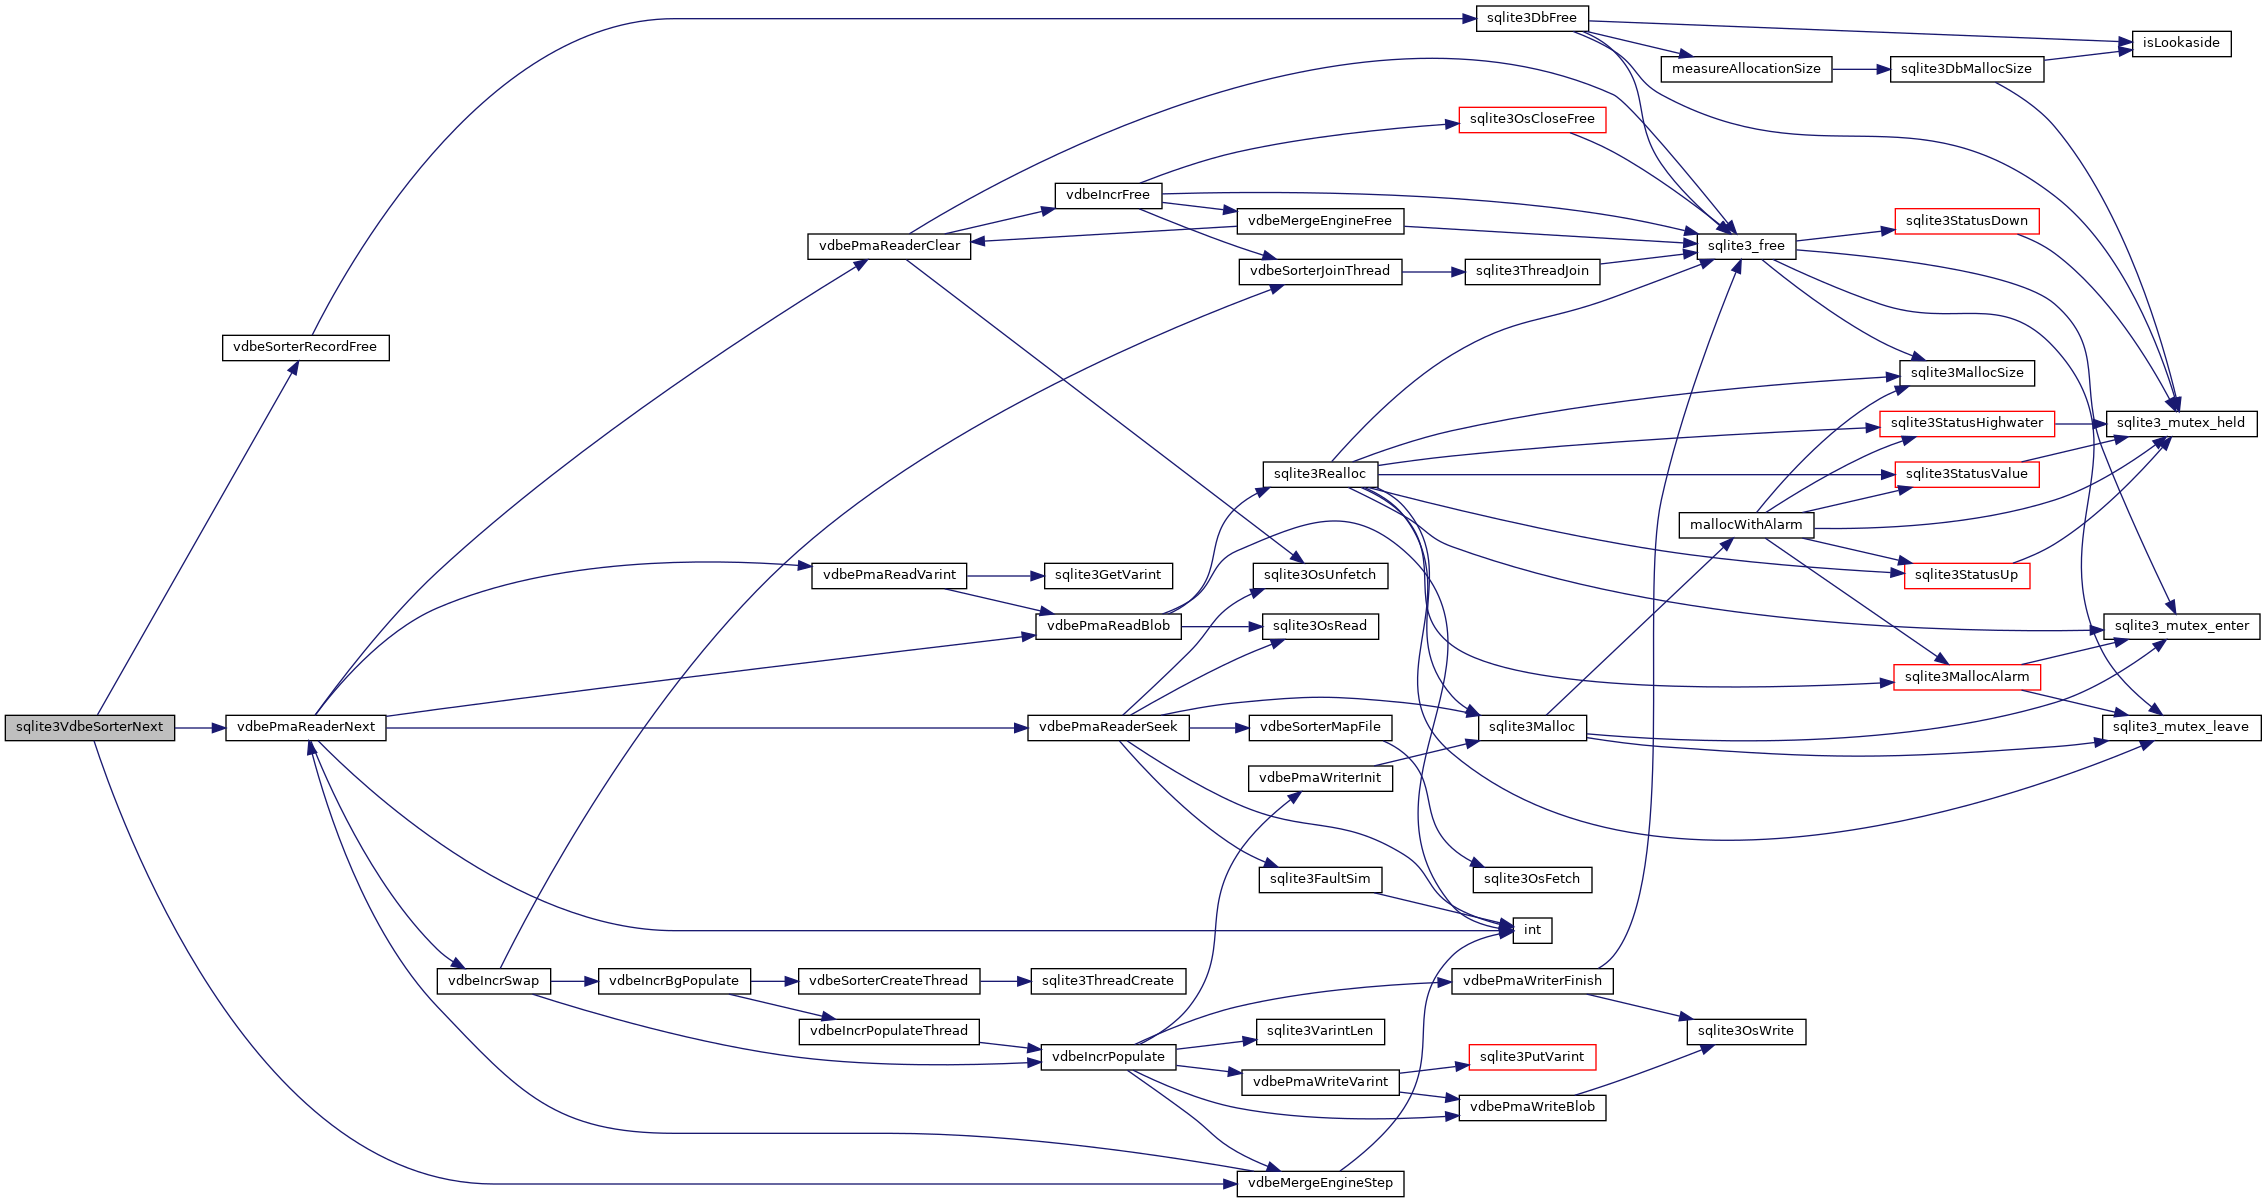 sqlite3DbFree
isLookaside
measureAllocationSize
sqlite3DbMallocSize
sqlite3OsCloseFree
vdbeIncrFree
vdbeMergeEngineFree
sqlite3StatusDown
vdbePmaReaderClear
sqlite3_free
vdbeSorterJoinThread
sqlite3ThreadJoin
vdbeSorterRecordFree
sqlite3MallocSize
sqlite3StatusHighwater
sqlite3_mutex_held
sqlite3Realloc
sqlite3StatusValue
mallocWithAlarm
vdbePmaReadVarint
sqlite3GetVarint
sqlite3OsUnfetch
sqlite3StatusUp
vdbePmaReadBlob
sqlite3OsRead
sqlite3_mutex_enter
sqlite3MallocAlarm
sqlite3VdbeSorterNext
vdbePmaReaderNext
vdbePmaReaderSeek
vdbeSorterMapFile
sqlite3Malloc
sqlite3_mutex_leave
vdbePmaWriterInit
sqlite3FaultSim
sqlite3OsFetch
int
vdbeIncrSwap
vdbeIncrBgPopulate
vdbeSorterCreateThread
sqlite3ThreadCreate
vdbePmaWriterFinish
vdbeIncrPopulateThread
sqlite3VarintLen
sqlite3OsWrite
vdbeIncrPopulate
sqlite3PutVarint
vdbePmaWriteVarint
vdbePmaWriteBlob
vdbeMergeEngineStep